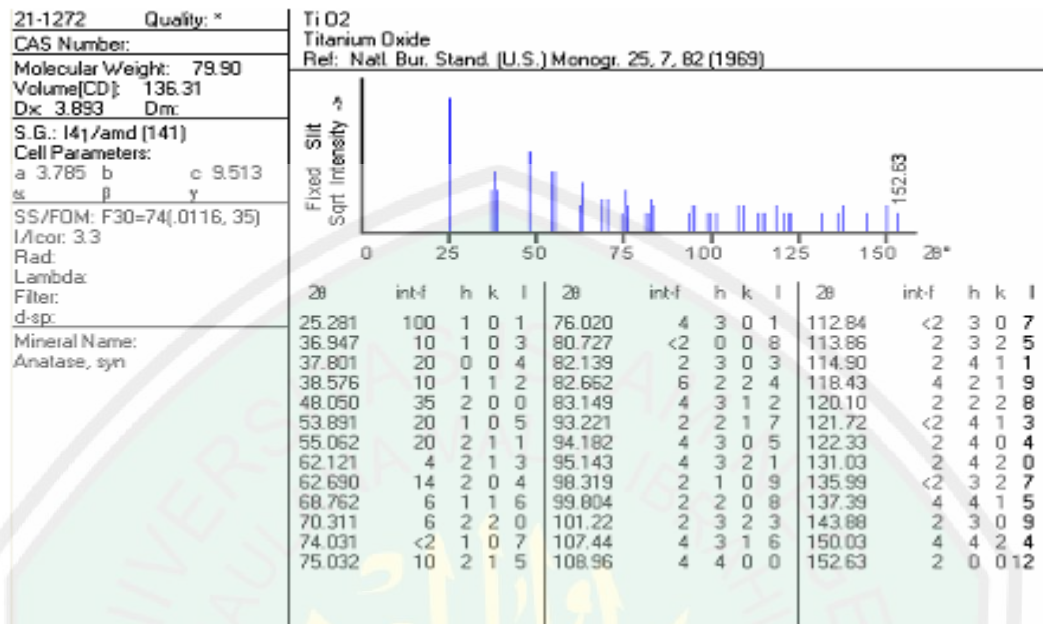 21-1272 Quality: *
CAS Number:
Molecular Weight: 79.90
Volume[CD]: 136.31
Dx: 3.893 Dm:
S.G.: I41/amd (141)
Cell Parameters:
a 3.785 b c 9.513
α β γ
SS/FOM: F30=74(.0116, 35)
I/Icor: 3.3
Rad:
Lambda:
Filter:
d-sp:
Mineral Name:
Anatase, syn
Ti O2
Titanium Oxide
Ref: Natl. Bur. Stand. (U.S.) Monogr. 25, 7, 82 (1969)
Fixed Slit
Sqrt Intensity ->
152.63
0 25 50 75 100 125 150 2θ°
2θ int-f h k l 2θ int-f h k l 2θ int-f h k l
25.281 100 1 0 1 76.020 4 3 0 1 112.84 <2 3 0 7
36.947 10 1 0 3 80.727 <2 0 0 8 113.86 2 3 2 5
37.801 20 0 0 4 82.139 2 3 0 3 114.90 2 4 1 1
38.576 10 1 1 2 82.662 6 2 2 4 118.43 4 2 1 9
48.050 35 2 0 0 83.149 4 3 1 2 120.10 2 2 2 8
53.891 20 1 0 5 93.221 2 2 1 7 121.72 <2 4 1 3
55.062 20 2 1 1 94.182 4 3 0 5 122.33 2 4 0 4
62.121 4 2 1 3 95.143 4 3 2 1 131.03 2 4 2 0
62.690 14 2 0 4 98.319 2 1 0 9 135.99 <2 3 2 7
68.762 6 1 1 6 99.804 2 2 0 8 137.39 4 4 1 5
70.311 6 2 2 0 101.22 2 3 2 3 143.88 2 3 0 9
74.031 <2 1 0 7 107.44 4 3 1 6 150.03 4 4 2 4
75.032 10 2 1 5 108.96 4 4 0 0 152.63 2 0 0 12